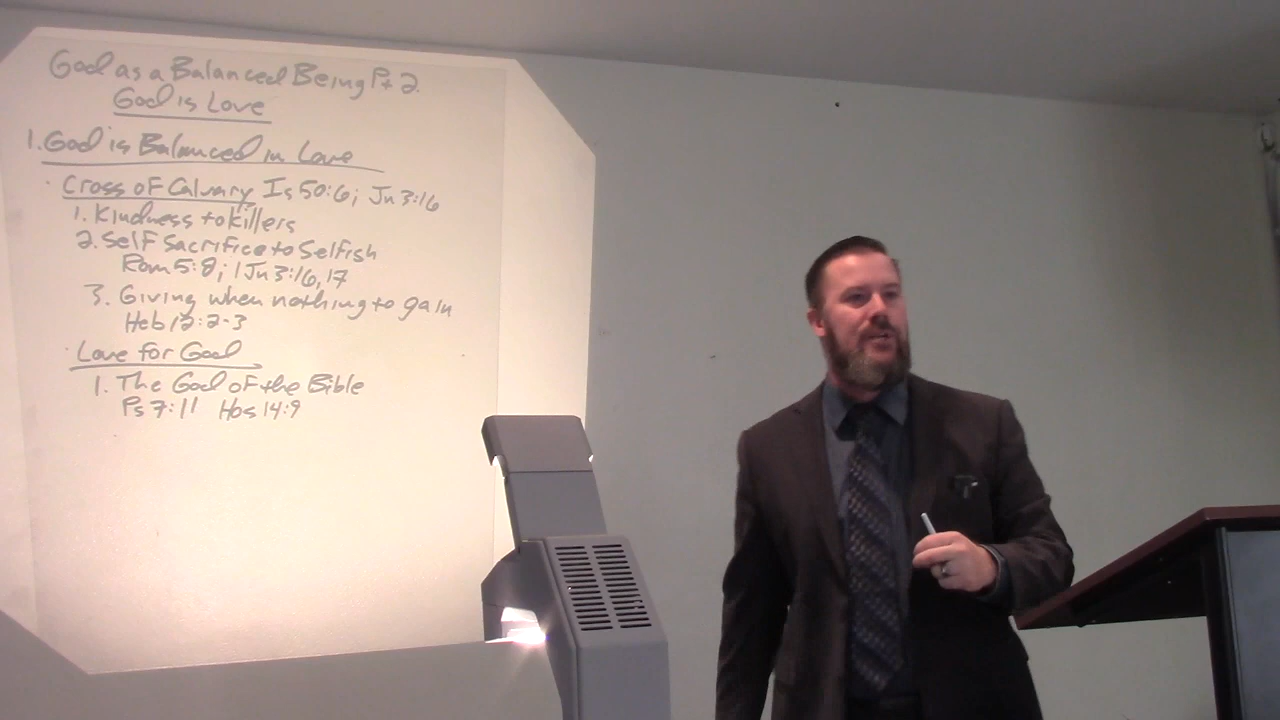 God as a Balanced Being Pt 2.
God is Love
1. God is Balanced in Love
· Cross of Calvary Is 50:6; Jn 3:16
1. Kindness to killers
2. Self Sacrifice to Selfish
Rom 5:8; 1 Jn 3:16, 17
3. Giving when nothing to gain
Heb 12:2-3
· Love for God
1. The God of the Bible
Ps 7:11 Hos 14:9